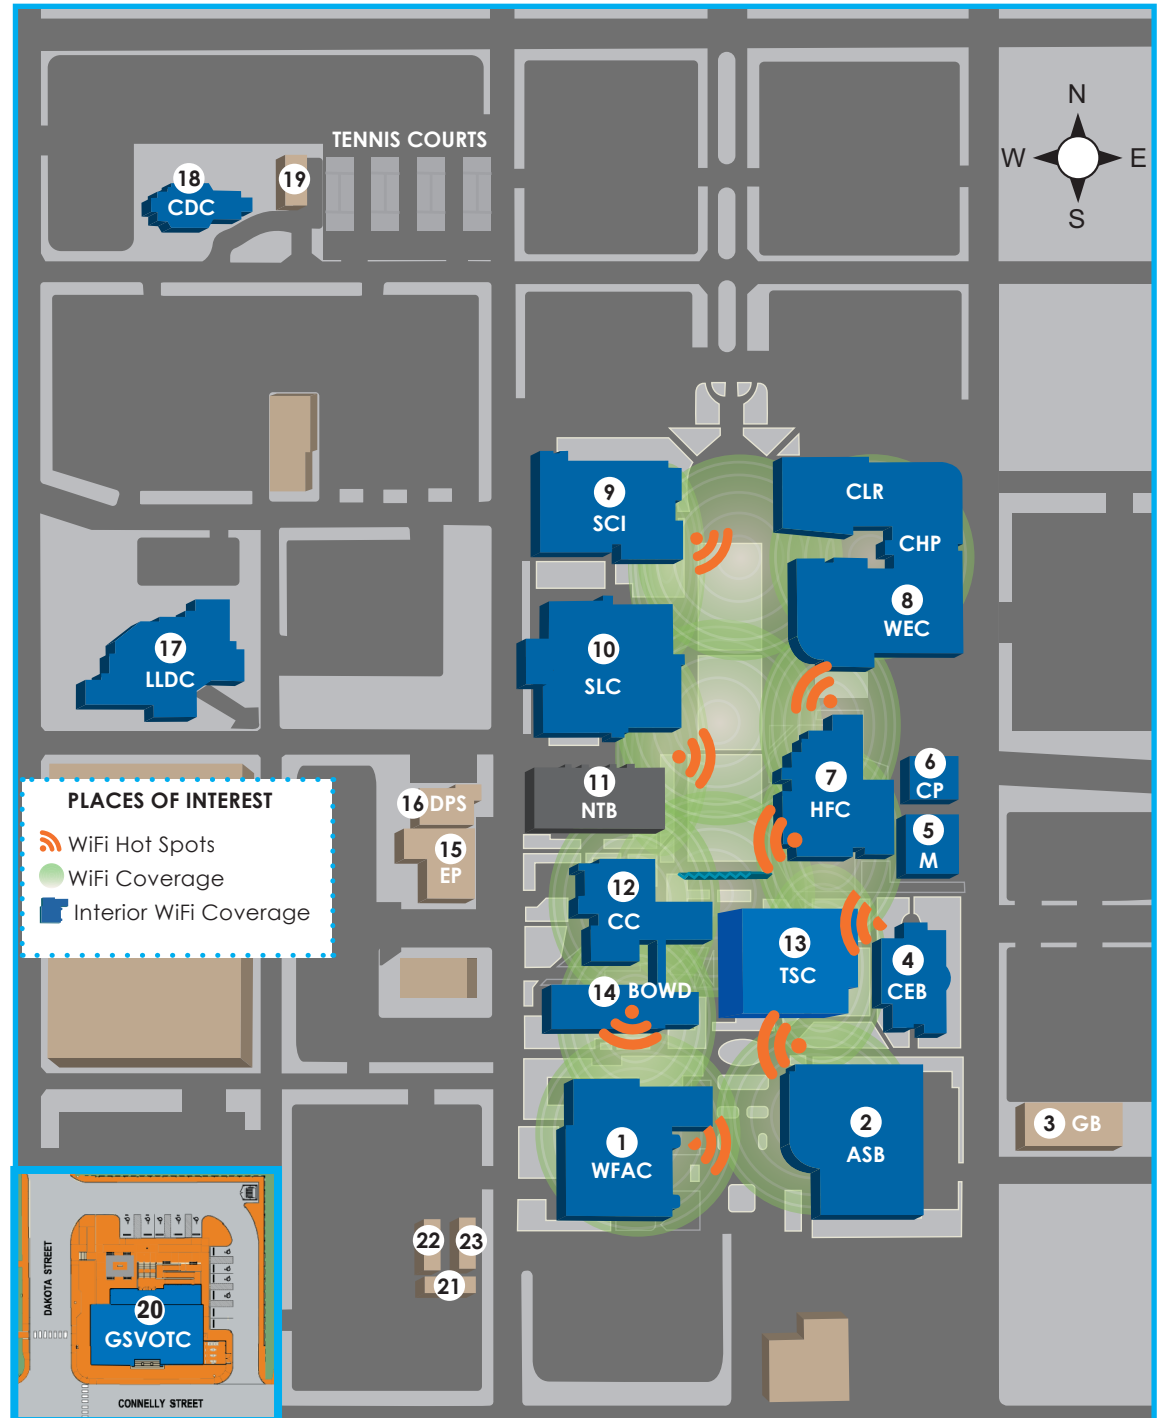 N
W
E
S
TENNIS COURTS
18
CDC
19
9
SCI
CLR
CHP
8
WEC
10
SLC
17
LLDC
11
NTB
7
HFC
6
CP
5
M
16 DPS
15
EP
PLACES OF INTEREST
WiFi Hot Spots
WiFi Coverage
Interior WiFi Coverage
12
CC
13
TSC
4
CEB
14 BOWD
1
WFAC
2
ASB
3 GB
22
23
21
DAKOTA STREET
20
GSVOTC
CONNELLY STREET